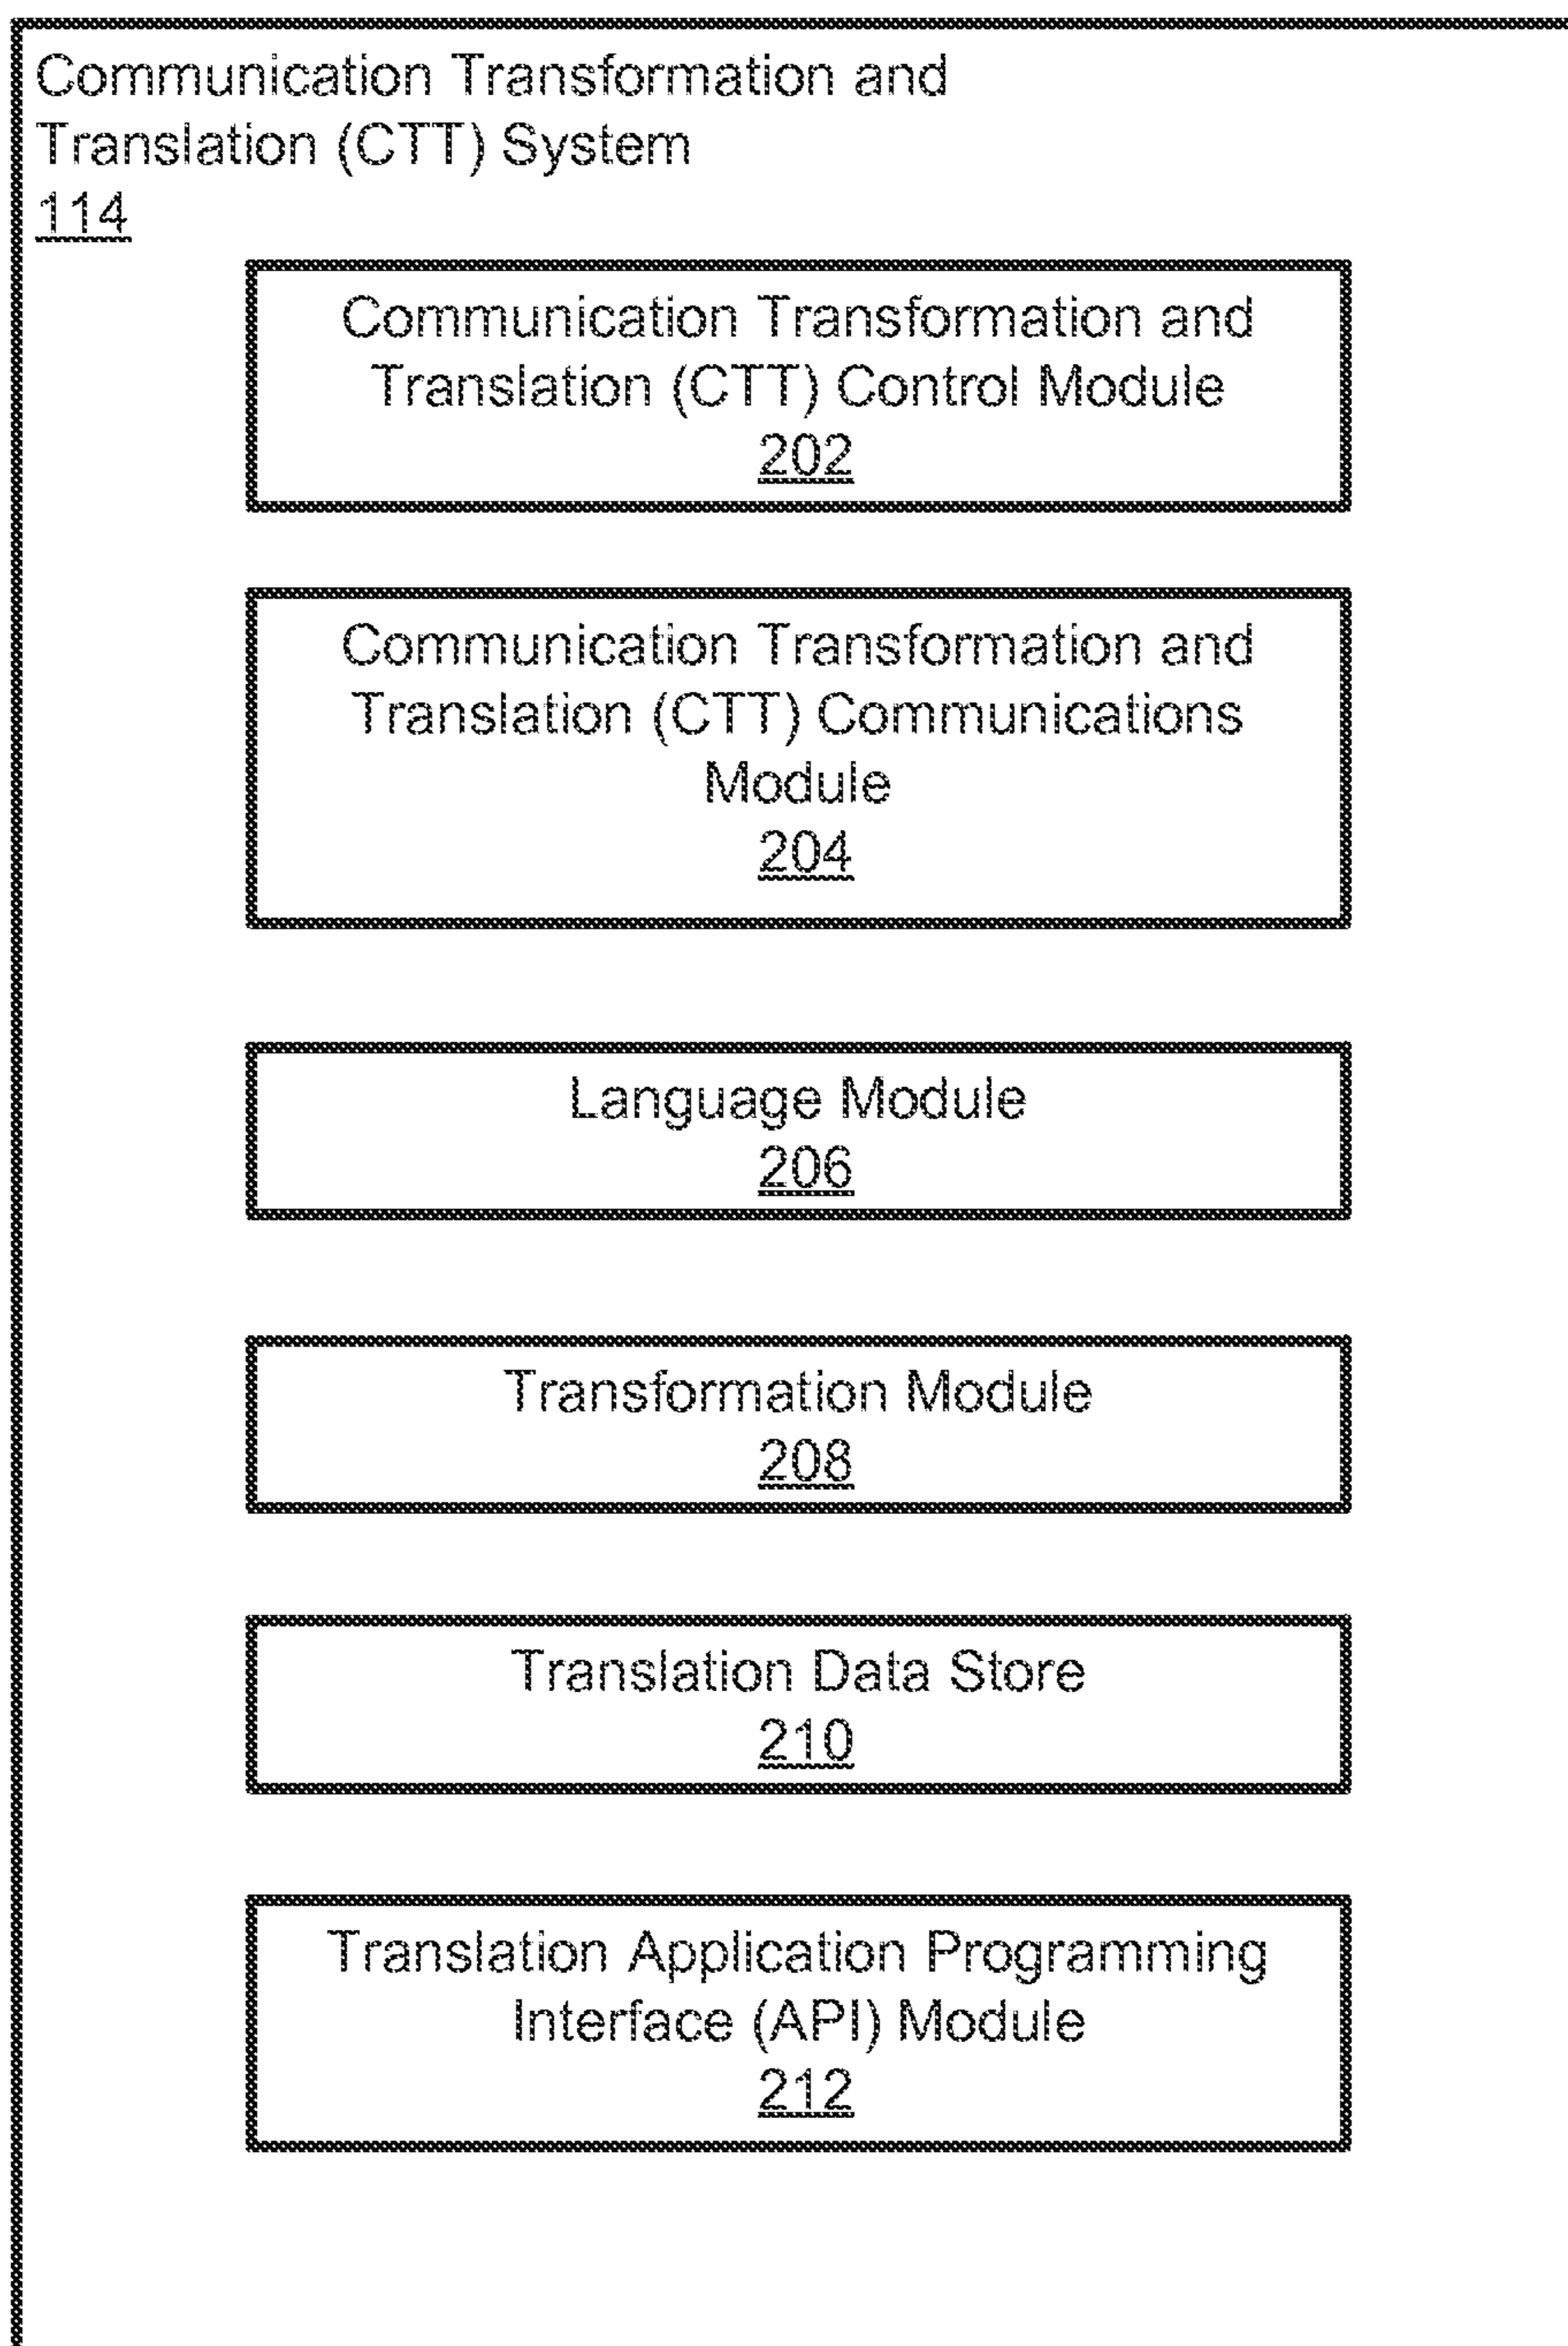 Communication Transformation and
Translation (CTT) System
114
Communication Transformation and
Translation (CTT) Control Module
202
Communication Transformation and
Translation (CTT) Communications
Module
204
Language Module
206
Transformation Module
208
Translation Data Store
210
Translation Application Programming
Interface (API) Module
212